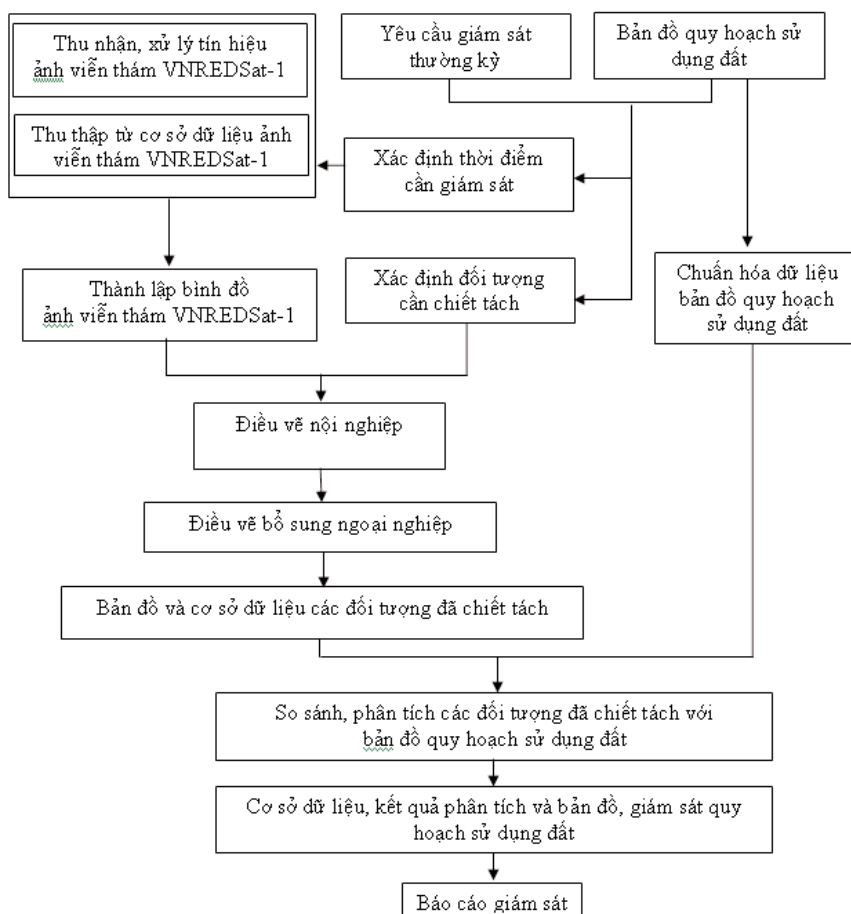 Thu nhận, xử lý tín hiệu
ảnh viễn thám VNREDSat-1
Thu thập từ cơ sở dữ liệu ảnh
viễn thám VNREDSat-1
Yêu cầu giám sát
thường kỳ
Bản đồ quy hoạch sử
dụng đất
Xác định thời điểm
cần giám sát
Thành lập bình đồ
ảnh viễn thám VNREDSat-1
Xác định đối tượng
cần chiết tách
Chuẩn hóa dữ liệu
bản đồ quy hoạch
sử dụng đất
Điều vẽ nội nghiệp
Điều vẽ bổ sung ngoại nghiệp
Bản đồ và cơ sở dữ liệu các đối tượng đã chiết tách
So sánh, phân tích các đối tượng đã chiết tách với
bản đồ quy hoạch sử dụng đất
Cơ sở dữ liệu, kết quả phân tích và bản đồ, giám sát quy
hoạch sử dụng đất
Báo cáo giám sát